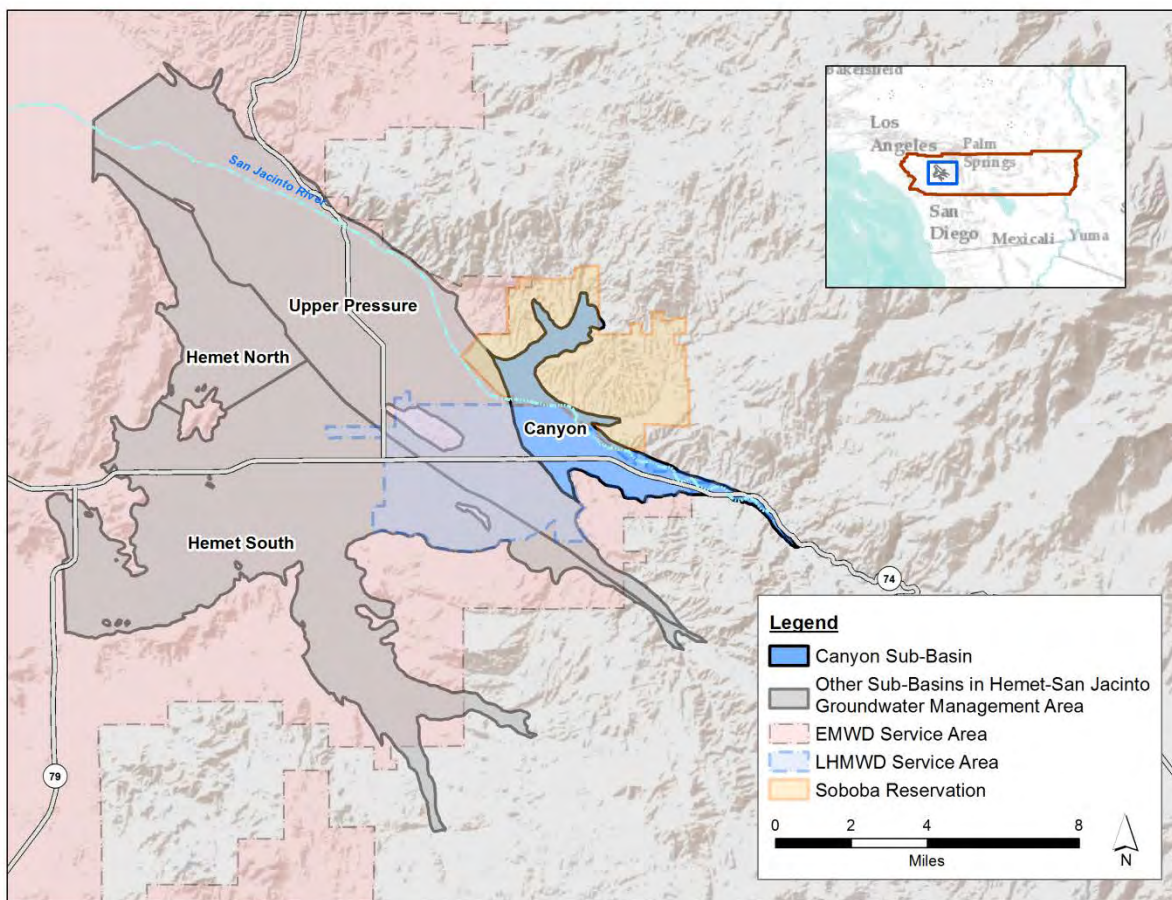 Bakersfield
Los
Angeles
Palm
Springs
San
Diego
Mexicali
Yuma
San Jacinto River
Upper Pressure
Hemet North
Canyon
Hemet South
74
79
Legend
Canyon Sub-Basin
Other Sub-Basins in Hemet-San Jacinto
Groundwater Management Area
EMWD Service Area
LHMWD Service Area
Soboba Reservation
0 2 4 8
Miles
N